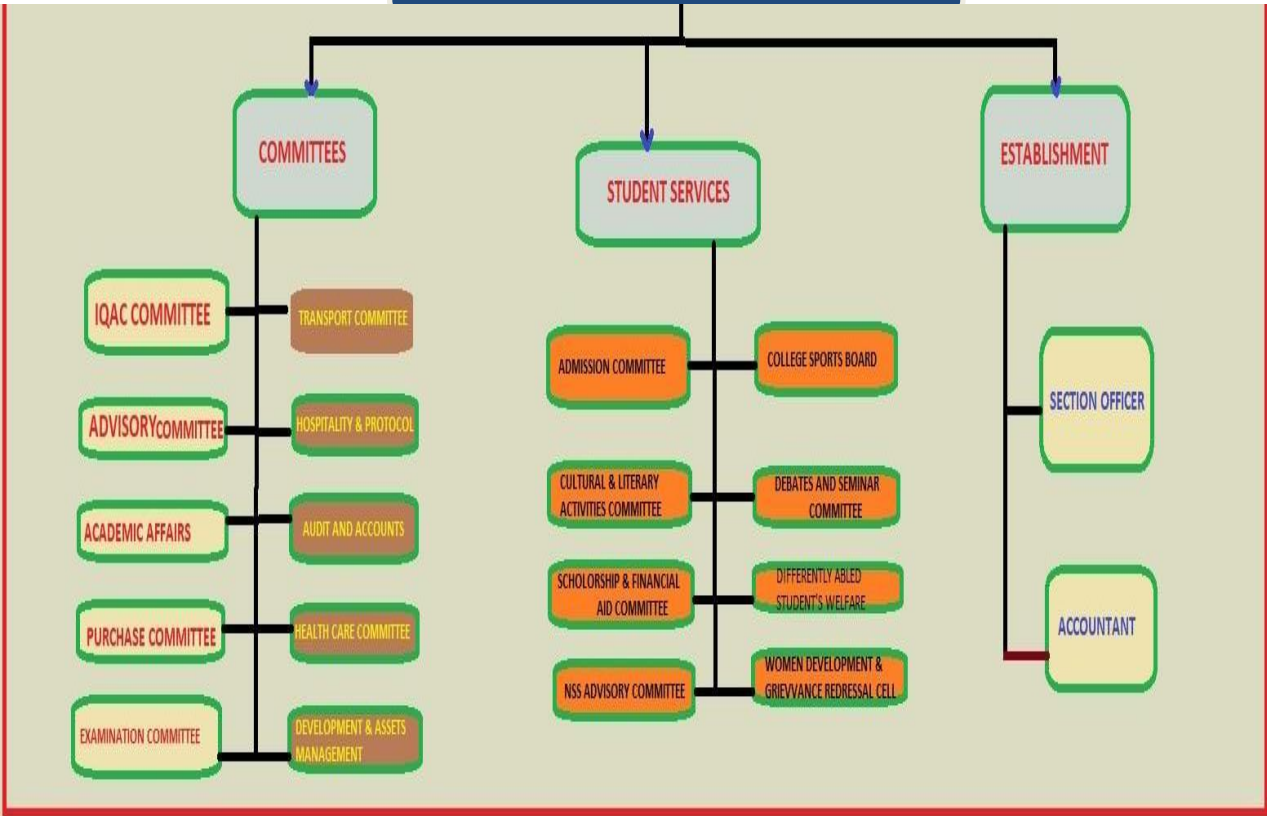 COMMITTEES
STUDENT SERVICES
ESTABLISHMENT
IQAC COMMITTEE
TRANSPORT COMMITTEE
ADVISORY COMMITTEE
HOSPITALITY & PROTOCOL
ACADEMIC AFFAIRS
AUDIT AND ACCOUNTS
PURCHASE COMMITTEE
HEALTH CARE COMMITTEE
EXAMINATION COMMITTEE
DEVELOPMENT & ASSETS
MANAGEMENT
ADMISSION COMMITTEE
COLLEGE SPORTS BOARD
CULTURAL & LITERARY
ACTIVITIES COMMITTEE
DEBATES AND SEMINAR
COMMITTEE
SCHOLORSHIP & FINANCIAL
AID COMMITTEE
DIFFERENTLY ABLED
STUDENT'S WELFARE
NSS ADVISORY COMMITTEE
WOMEN DEVELOPMENT &
GRIEVVANCE REDRESSAL CELL
SECTION OFFICER
ACCOUNTANT